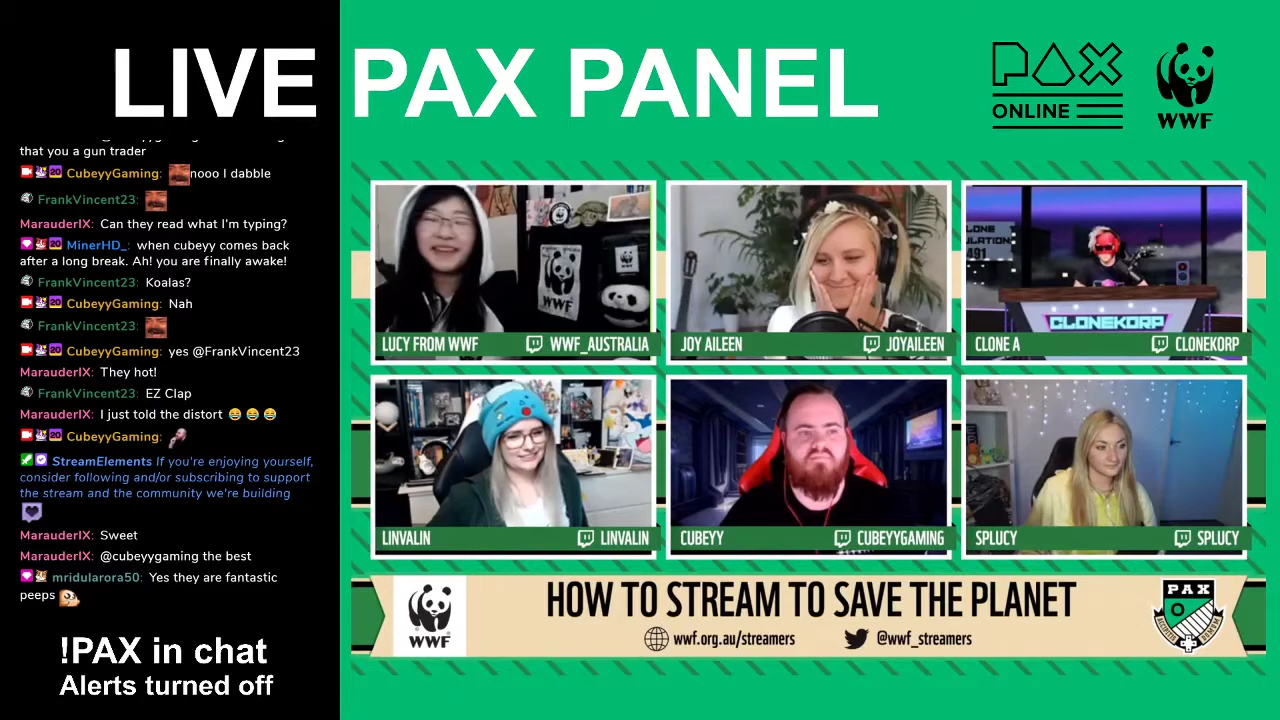 LIVE PAX PANEL
PAX
ONLINE
WWF
that you a gun trader
CubeyyGaming: nooo I dabble
FrankVincent23:
MarauderIX: Can they read what I'm typing?
MinerHD_: when cubeyy comes back
after a long break. Ah! you are finally awake!
FrankVincent23: Koalas?
CubeyyGaming: Nah
FrankVincent23:
CubeyyGaming: yes @FrankVincent23
MarauderIX: They hot!
FrankVincent23: EZ Clap
MarauderIX: I just told the distort 😂 😂 😂
CubeyyGaming:
StreamElements If you're enjoying yourself,
consider following and/or subscribing to support
the stream and the community we're building
MarauderIX: Sweet
MarauderIX: @cubeyygaming the best
mridularora50: Yes they are fantastic
peeps
!PAX in chat
Alerts turned off
WWF
LUCY FROM WWF WWF_AUSTRALIA
JOY AILEEN JOYAILEEN
491
CLONEKORP
CLONE A CLONEKORP
LINVALIN LINVALIN
CUBEYY CUBEYYGAMING
SPLUCY SPLUCY
WWF
HOW TO STREAM TO SAVE THE PLANET
wwf.org.au/streamers @wwf_streamers
PAX